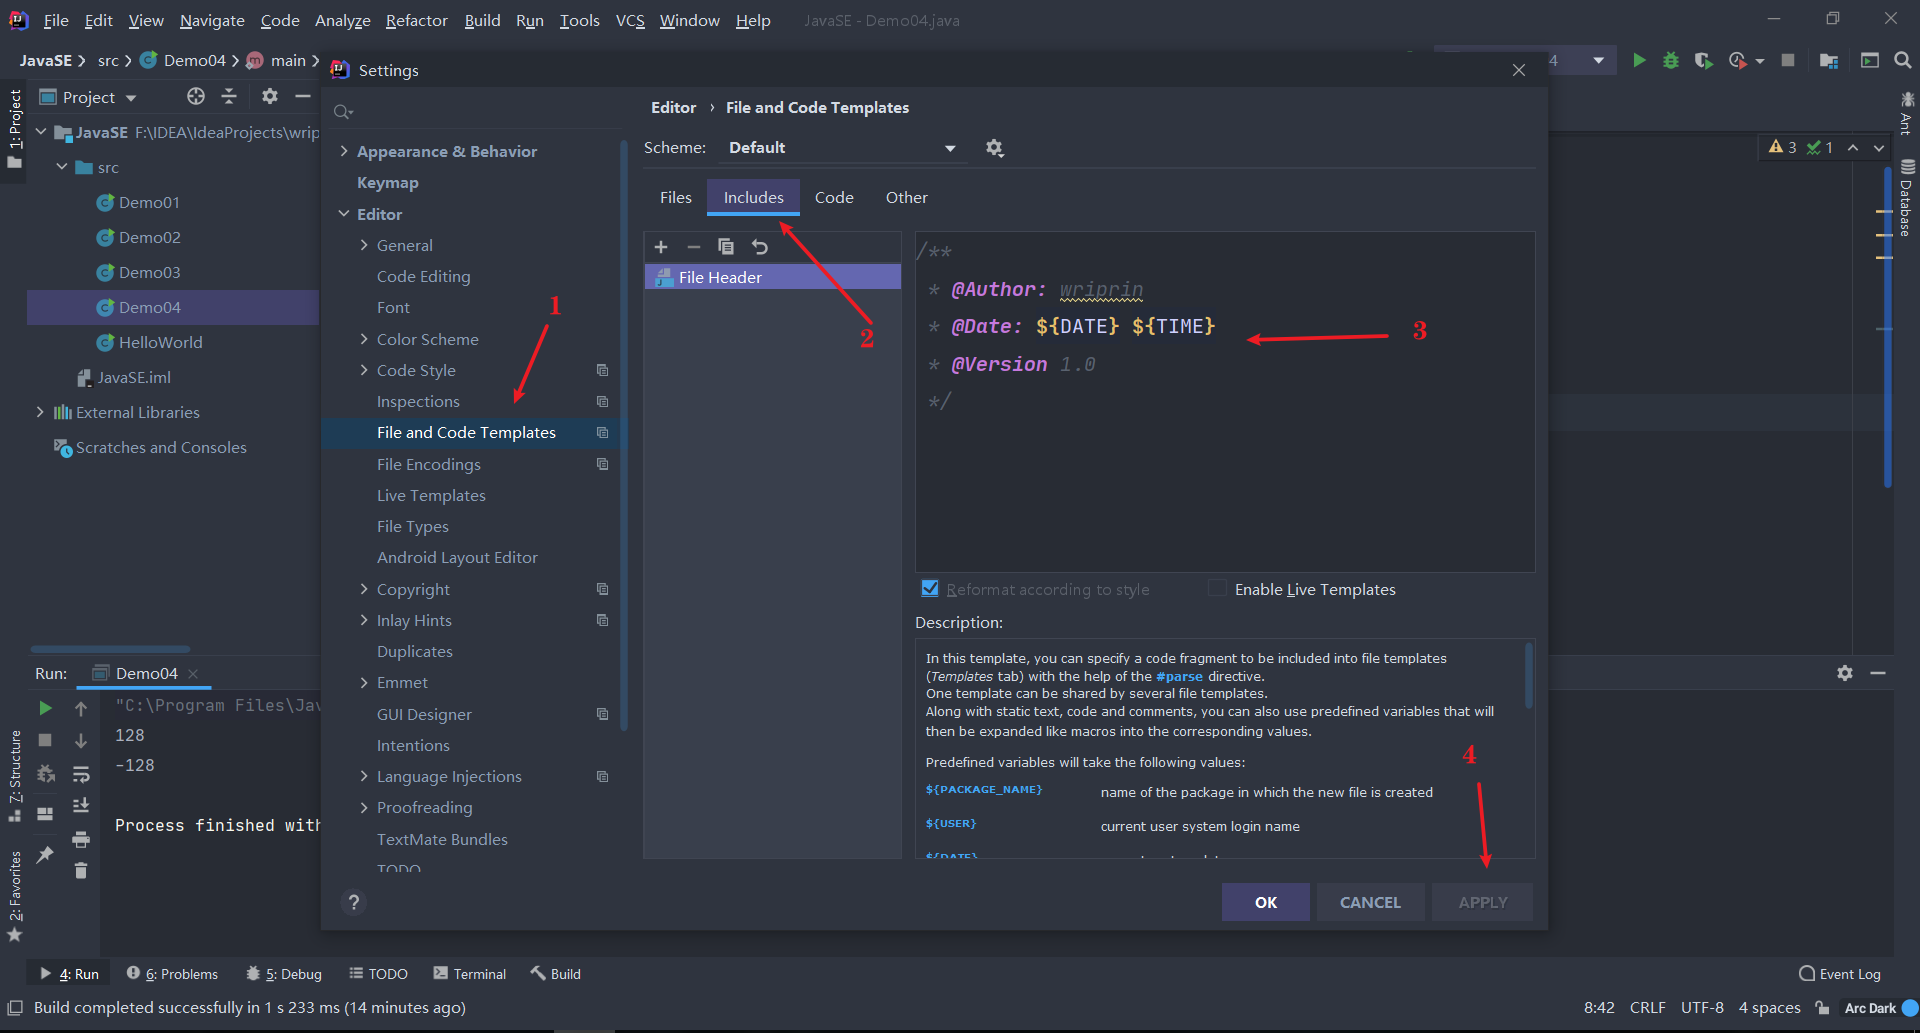 File Edit View Navigate Code Analyze Refactor Build Run Tools VCS Window Help JavaSE - Demo04.java
JavaSE src Demo04 main
4
1: Project
Project
JavaSE F:\IDEA\IdeaProjects\wrip
src
Demo01
Demo02
Demo03
Demo04
HelloWorld
JavaSE.iml
External Libraries
Scratches and Consoles
Settings
Appearance & Behavior
Keymap
Editor
General
Code Editing
Font
Color Scheme
Code Style
Inspections
File and Code Templates
File Encodings
Live Templates
File Types
Android Layout Editor
Copyright
Inlay Hints
Duplicates
Emmet
GUI Designer
Intentions
Language Injections
Proofreading
TextMate Bundles
TODO
1
Editor › File and Code Templates
Scheme: Default
Files Includes Code Other
File Header
2
/**
* @Author: wriprin
* @Date: ${DATE} ${TIME}
* @Version 1.0
*/
3
Reformat according to style
Enable Live Templates
Description:
In this template, you can specify a code fragment to be included into file templates
(Templates tab) with the help of the #parse directive.
One template can be shared by several file templates.
Along with static text, code and comments, you can also use predefined variables that will
then be expanded like macros into the corresponding values.
Predefined variables will take the following values:
${PACKAGE_NAME} name of the package in which the new file is created
${USER} current user system login name
${DATE}
4
?
OK CANCEL APPLY
3 1
Ant
Database
Run: Demo04
"C:\Program Files\Jav
128
-128
Process finished with
7: Structure
2: Favorites
4: Run 6: Problems 5: Debug TODO Terminal Build Event Log
Build completed successfully in 1 s 233 ms (14 minutes ago)
8:42 CRLF UTF-8 4 spaces Arc Dark